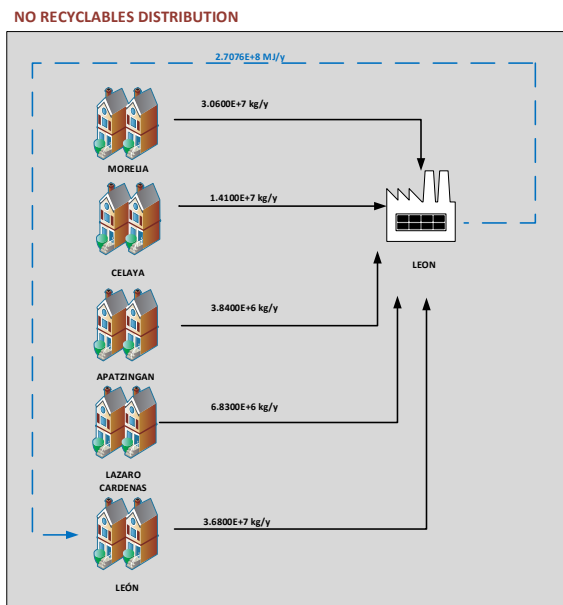 NO RECYCLABLES DISTRIBUTION
2.7076E+8 MJ/y
3.0600E+7 kg/y
MORELIA
1.4100E+7 kg/y
CELAYA
LEON
3.8400E+6 kg/y
APATZINGAN
6.8300E+6 kg/y
LAZARO
CARDENAS
3.6800E+7 kg/y
LEÓN